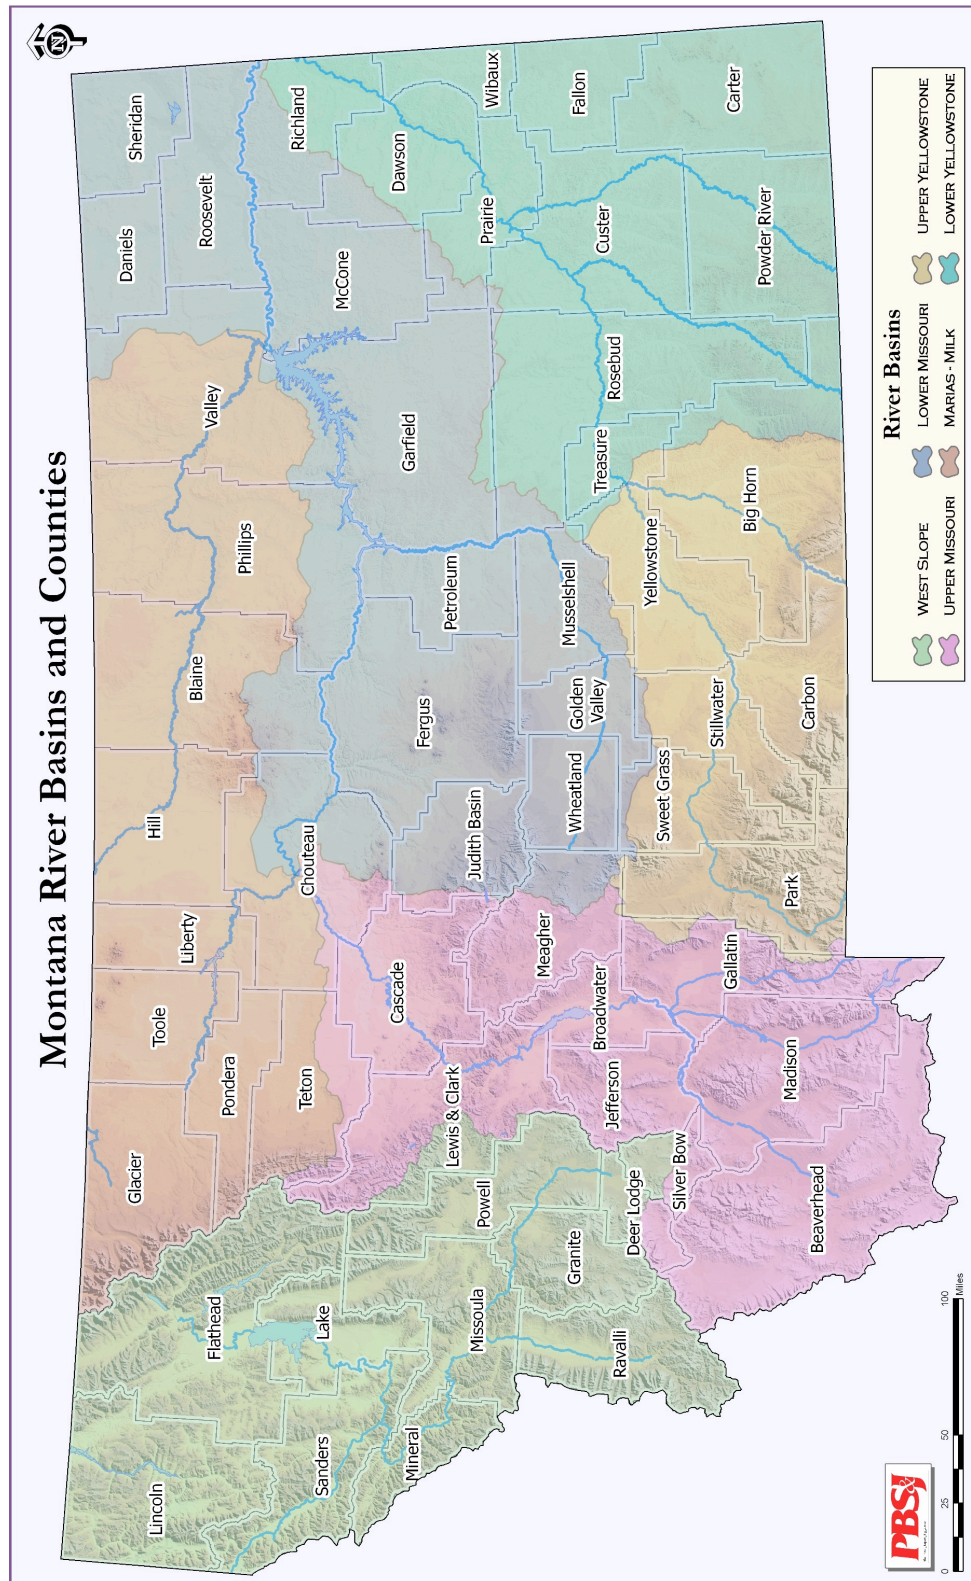 Montana River Basins and Counties
N
Lincoln
Flathead
Glacier
Toole
Liberty
Hill
Blaine
Phillips
Valley
Daniels
Sheridan
Roosevelt
Pondera
Teton
Chouteau
Sanders
Lake
Mineral
Missoula
Powell
Lewis & Clark
Cascade
Judith Basin
Fergus
Petroleum
Garfield
McCone
Richland
Dawson
Wibaux
Prairie
Granite
Ravalli
Deer Lodge
Silver Bow
Jefferson
Broadwater
Meagher
Wheatland
Golden
Valley
Musselshell
Treasure
Rosebud
Custer
Fallon
Beaverhead
Madison
Gallatin
Park
Sweet Grass
Stillwater
Carbon
Yellowstone
Big Horn
Powder River
Carter
River Basins
WEST SLOPE
LOWER MISSOURI
UPPER YELLOWSTONE
UPPER MISSOURI
MARIAS - MILK
LOWER YELLOWSTONE
PBS&J
0 25 50 100
Miles